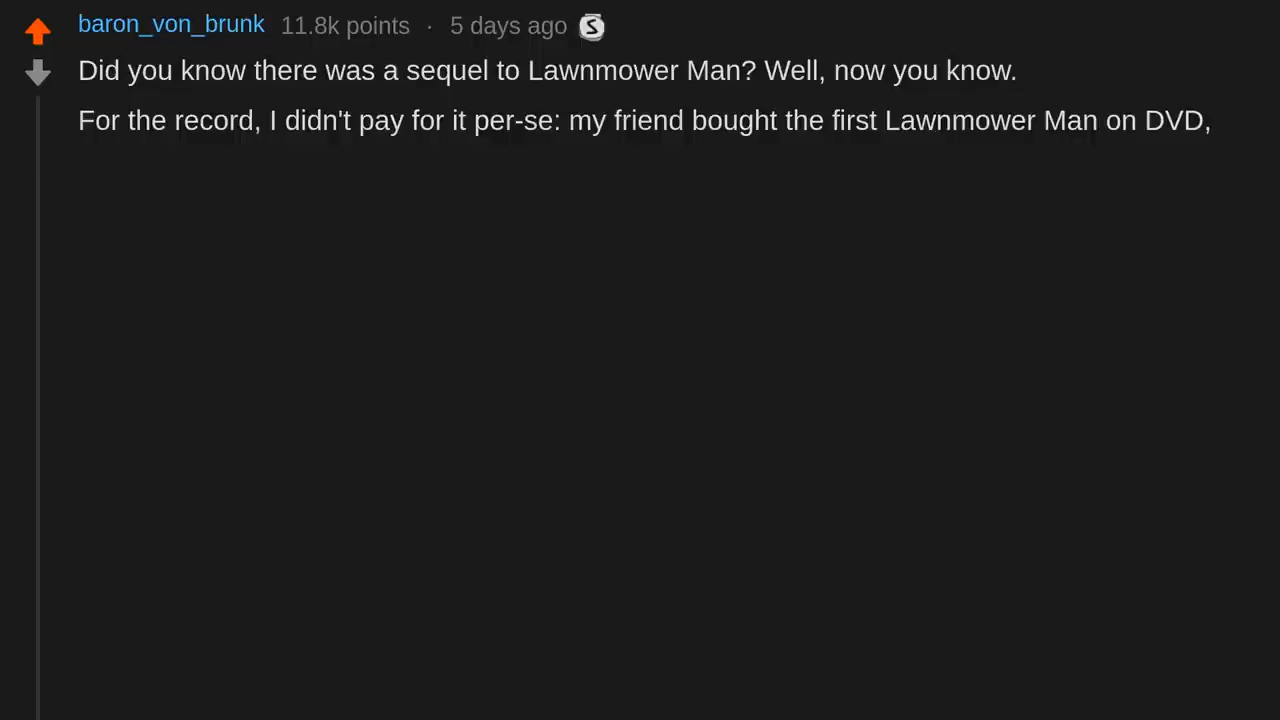 baron_von_brunk 11.8k points · 5 days ago S
Did you know there was a sequel to Lawnmower Man? Well, now you know.
For the record, I didn't pay for it per-se: my friend bought the first Lawnmower Man on DVD,